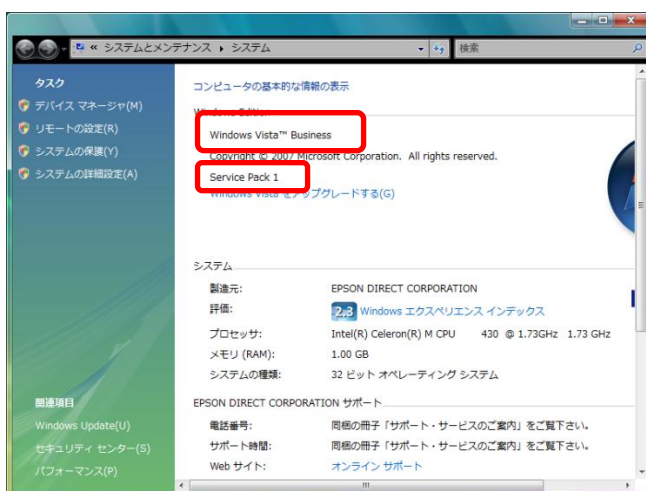 « システムとメンテナンス ▸ システム
検索
タスク
デバイス マネージャ(M)
リモートの設定(R)
システムの保護(Y)
システムの詳細設定(A)
コンピュータの基本的な情報の表示
Windows Edition
Windows Vista™ Business
Copyright © 2007 Microsoft Corporation. All rights reserved.
Service Pack 1
Windows Vista をアップグレードする(G)
システム
製造元: EPSON DIRECT CORPORATION
評価: 2.3 Windows エクスペリエンス インデックス
プロセッサ: Intel(R) Celeron(R) M CPU 430 @ 1.73GHz 1.73 GHz
メモリ (RAM): 1.00 GB
システムの種類: 32 ビット オペレーティング システム
EPSON DIRECT CORPORATION サポート
電話番号: 同梱の冊子「サポート・サービスのご案内」をご覧下さい。
サポート時間: 同梱の冊子「サポート・サービスのご案内」をご覧下さい。
Web サイト: オンライン サポート
関連項目
Windows Update(U)
セキュリティ センター(S)
パフォーマンス(P)